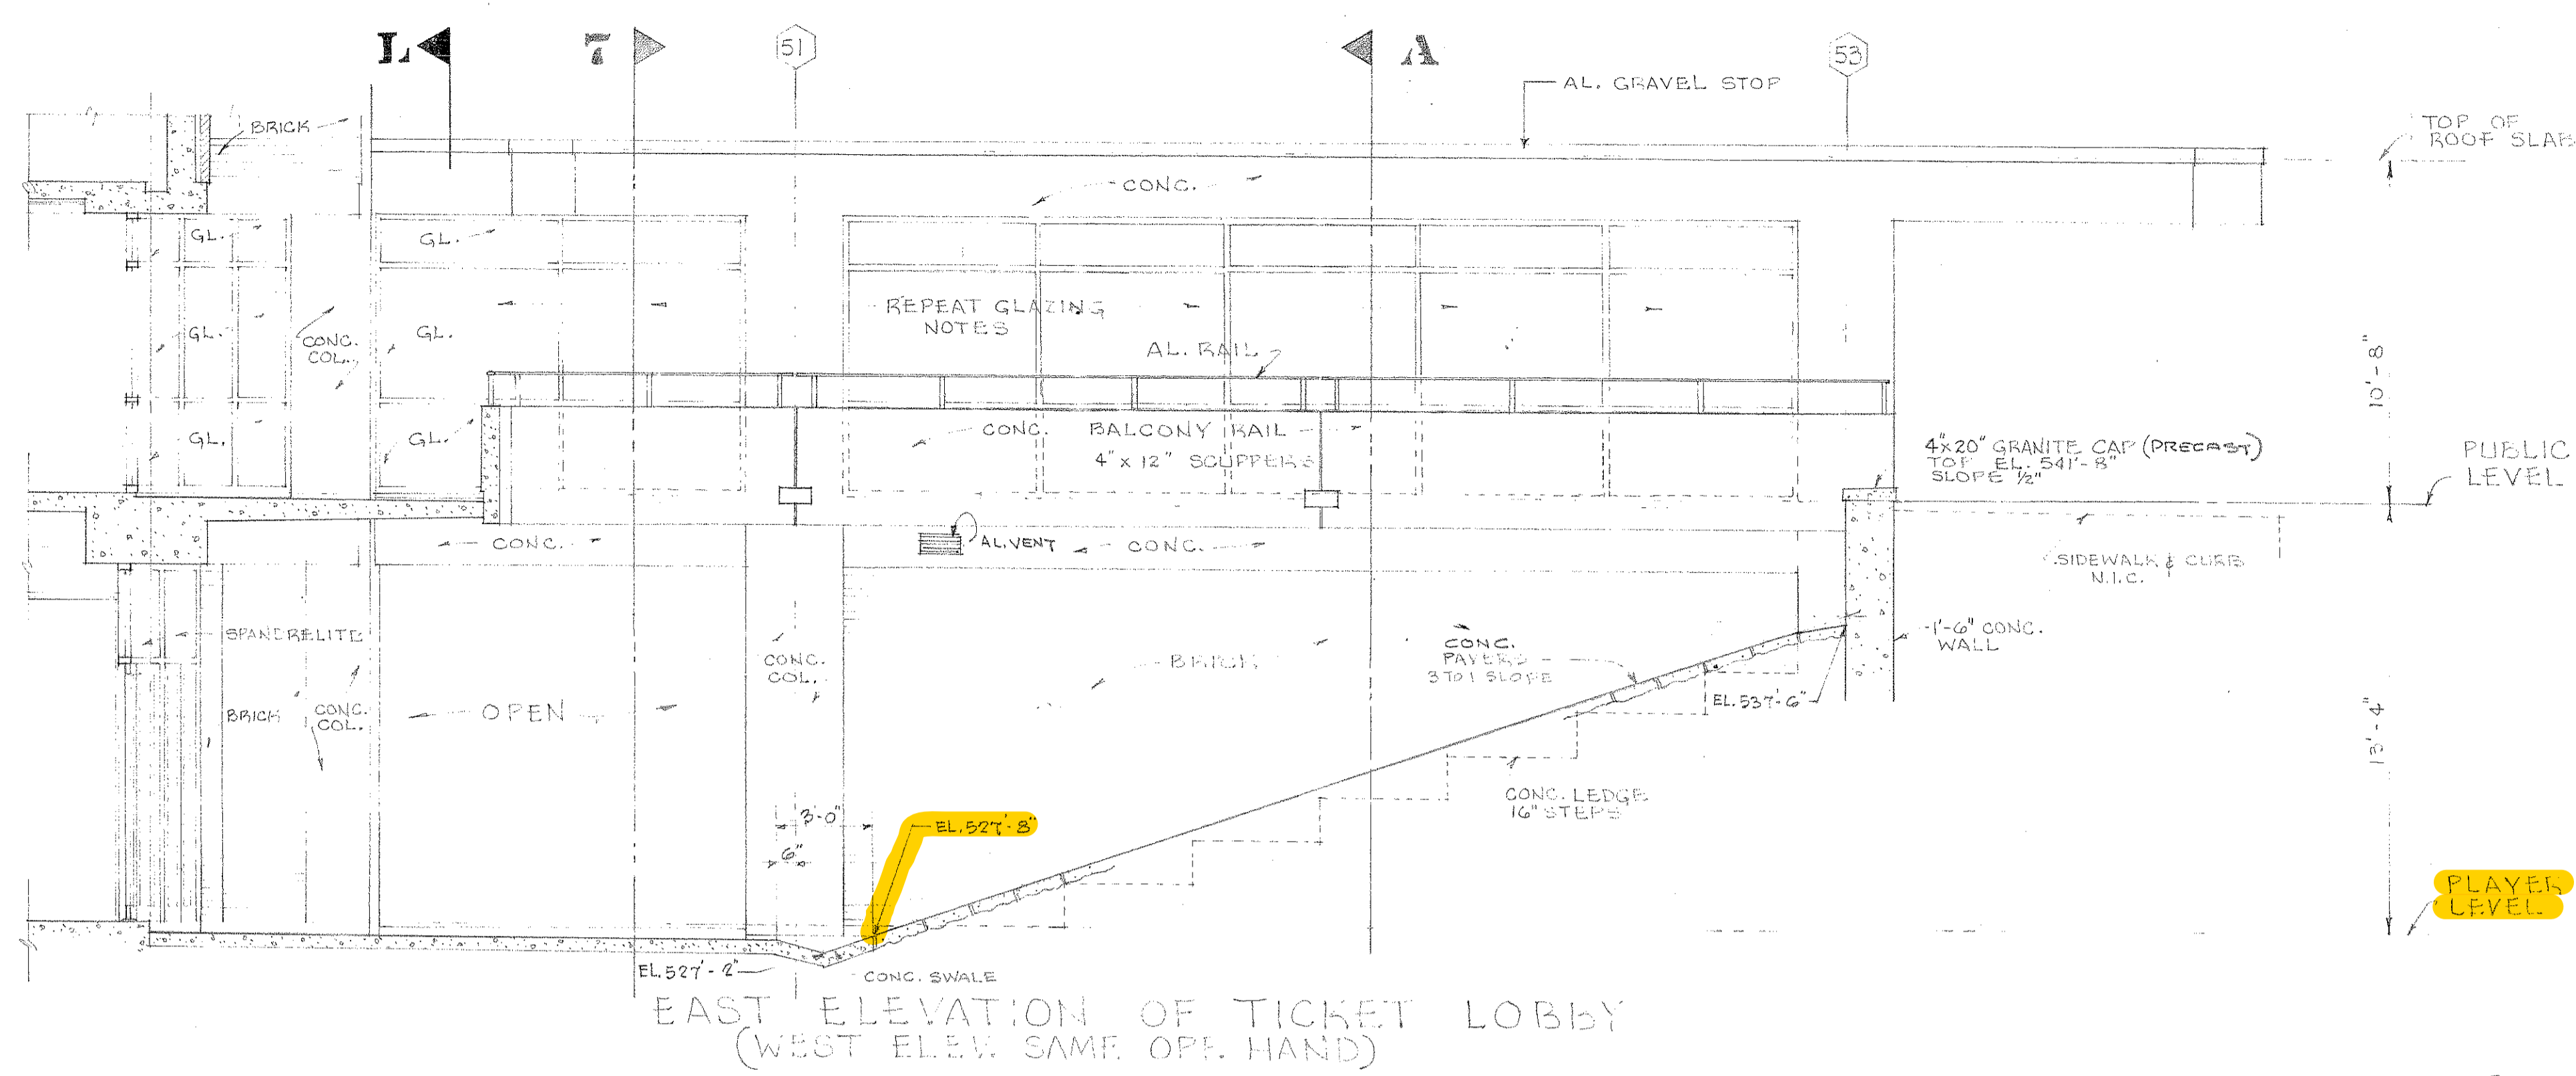 L
7
51
A
53
AL. GRAVEL STOP
TOP OF
ROOF SLAB
BRICK
CONC.
GL.
GL.
REPEAT GLAZING
NOTES
GL.
CONC.
COL.
GL.
AL. RAIL
10'-8"
GL.
GL.
CONC.
BALCONY RAIL
4" x 12" SCUPPERS
4"x20" GRANITE CAP (PRECAST)
TOP EL. 541'-8"
SLOPE 1/2"
PUBLIC
LEVEL
CONC.
AL. VENT
CONC.
SIDEWALK & CURB
N.I.C.
SPANDRELITE
CONC.
COL.
BRICK
CONC.
PAVERS
3 TO 1 SLOPE
1'-6" CONC.
WALL
BRICK
CONC.
COL.
OPEN
EL. 537'-6"
13'-4"
CONC. LEDGE
16" STEPS
3'-0"
EL. 527'-8"
6"
PLAYER
LEVEL
EL. 527'-2"
CONC. SWALE
EAST ELEVATION OF TICKET LOBBY
(WEST ELEV. SAME OPP. HAND)